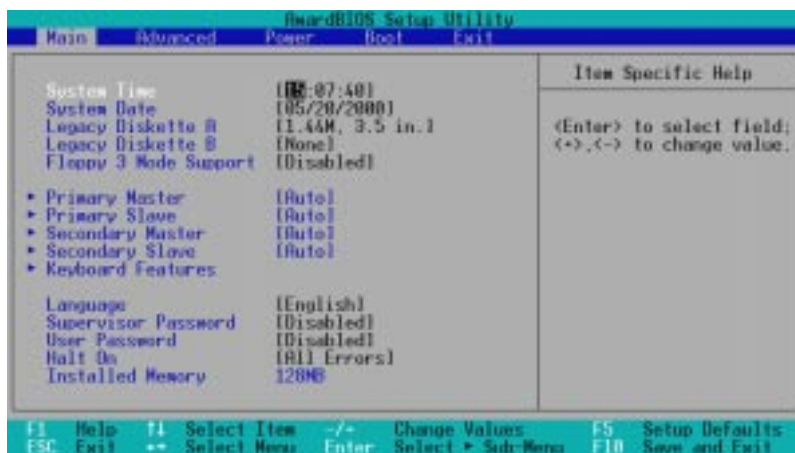 AwardBIOS Setup Utility
Main Advanced Power Boot Exit
Item Specific Help
System Time [15:07:40]
System Date [05/20/2000]
Legacy Diskette A [1.44M, 3.5 in.]
Legacy Diskette B [None]
Floppy 3 Mode Support [Disabled]
<Enter> to select field;
<+>,<-> to change value.
▶ Primary Master [Auto]
▶ Primary Slave [Auto]
▶ Secondary Master [Auto]
▶ Secondary Slave [Auto]
▶ Keyboard Features
Language [English]
Supervisor Password [Disabled]
User Password [Disabled]
Halt On [All Errors]
Installed Memory 128MB
F1 Help ↑↓ Select Item -/+ Change Values F5 Setup Defaults
ESC Exit ←→ Select Menu Enter Select ▶ Sub-Menu F10 Save and Exit